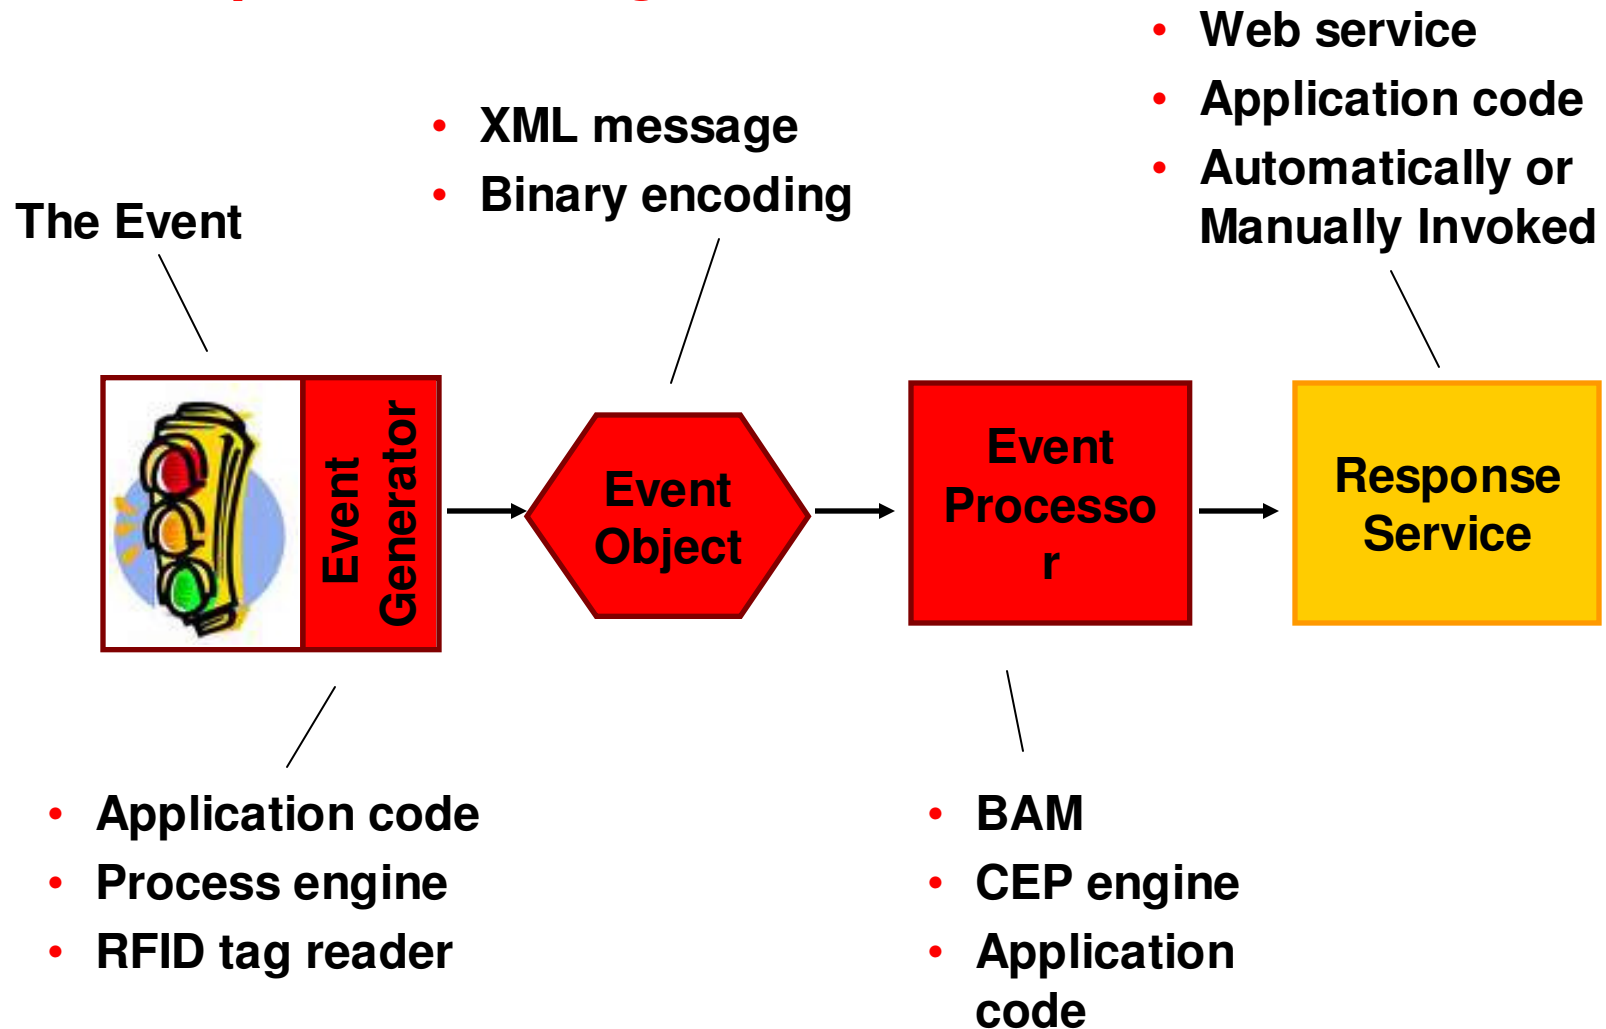 • Web service
• Application code
• Automatically or
Manually Invoked
• XML message
• Binary encoding
The Event
Event
Generator
Event
Object
Event
Processo
r
Response
Service
• Application code
• Process engine
• RFID tag reader
• BAM
• CEP engine
• Application
code